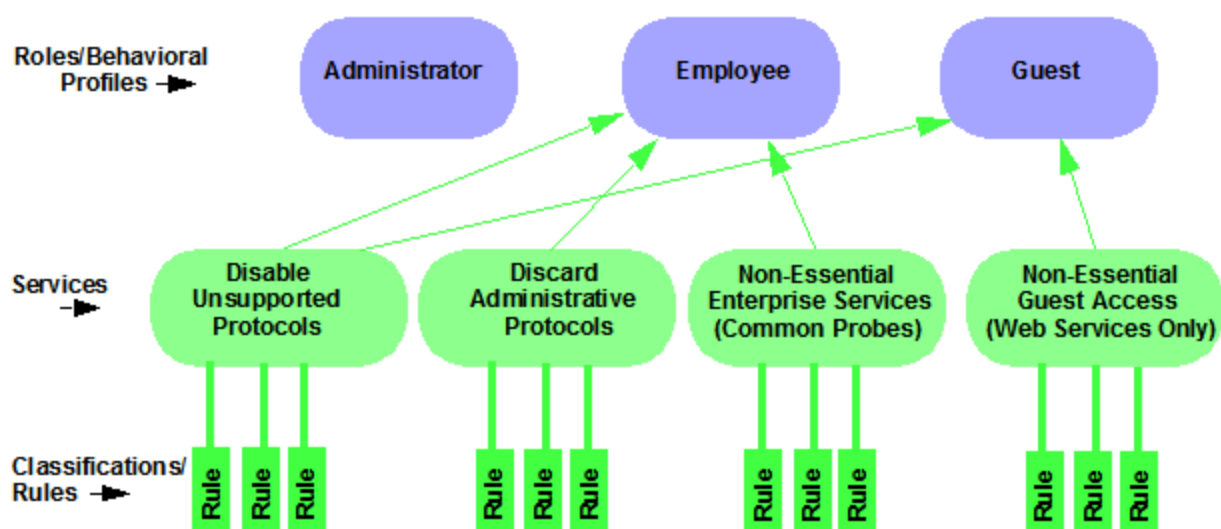 Roles/Behavioral
Profiles
Administrator
Employee
Guest
Services
Disable
Unsupported
Protocols
Discard
Administrative
Protocols
Non-Essential
Enterprise Services
(Common Probes)
Non-Essential
Guest Access
(Web Services Only)
Classifications/
Rules
Rule
Rule
Rule
Rule
Rule
Rule
Rule
Rule
Rule
Rule
Rule
Rule